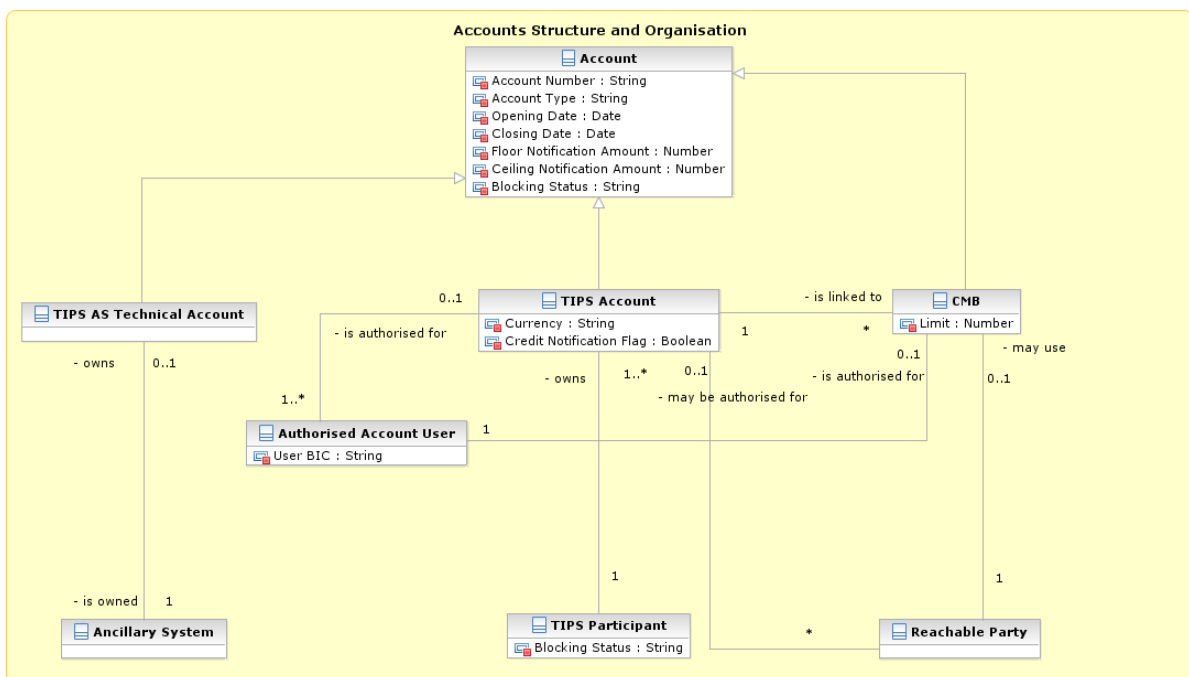 Accounts Structure and Organisation
Account
Account Number : String
Account Type : String
Opening Date : Date
Closing Date : Date
Floor Notification Amount : Number
Ceiling Notification Amount : Number
Blocking Status : String
TIPS AS Technical Account
0..1
TIPS Account
Currency : String
Credit Notification Flag : Boolean
- is linked to
1
*
CMB
Limit : Number
- is authorised for
- owns
0..1
- owns
1..*
0..1
- may be authorised for
0..1
- is authorised for
- may use
0..1
1..*
Authorised Account User
User BIC : String
1
1
1
- is owned
1
*
Ancillary System
TIPS Participant
Blocking Status : String
Reachable Party